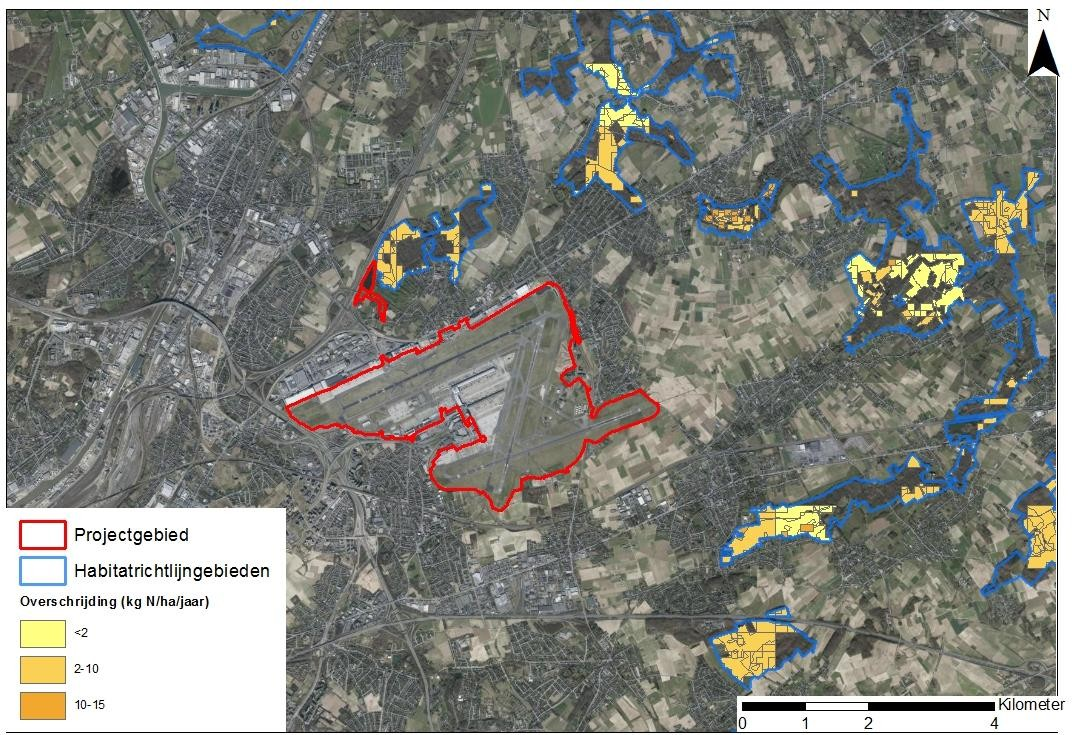 N
Projectgebied
Habitatrichtlijngebieden
Overschrijding (kg N/ha/jaar)
<2
2-10
10-15
Kilometer
0 1 2 4